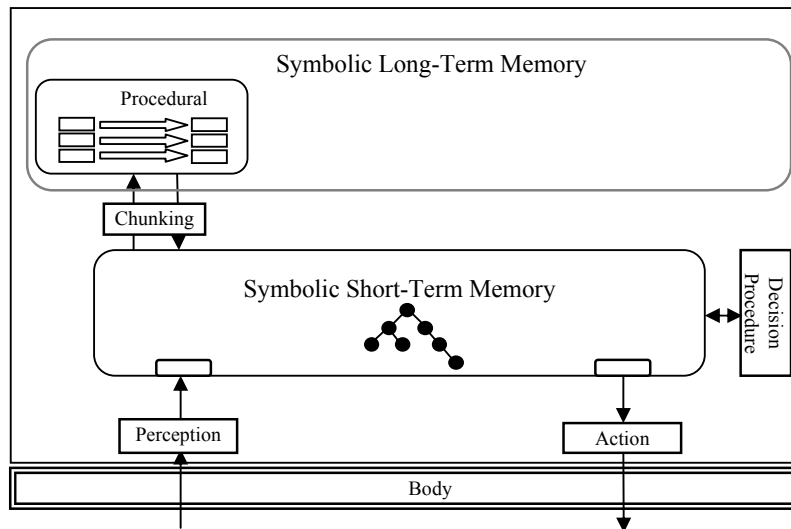 Symbolic Long-Term Memory
Procedural
Chunking
Symbolic Short-Term Memory
Decision
Procedure
Perception
Action
Body